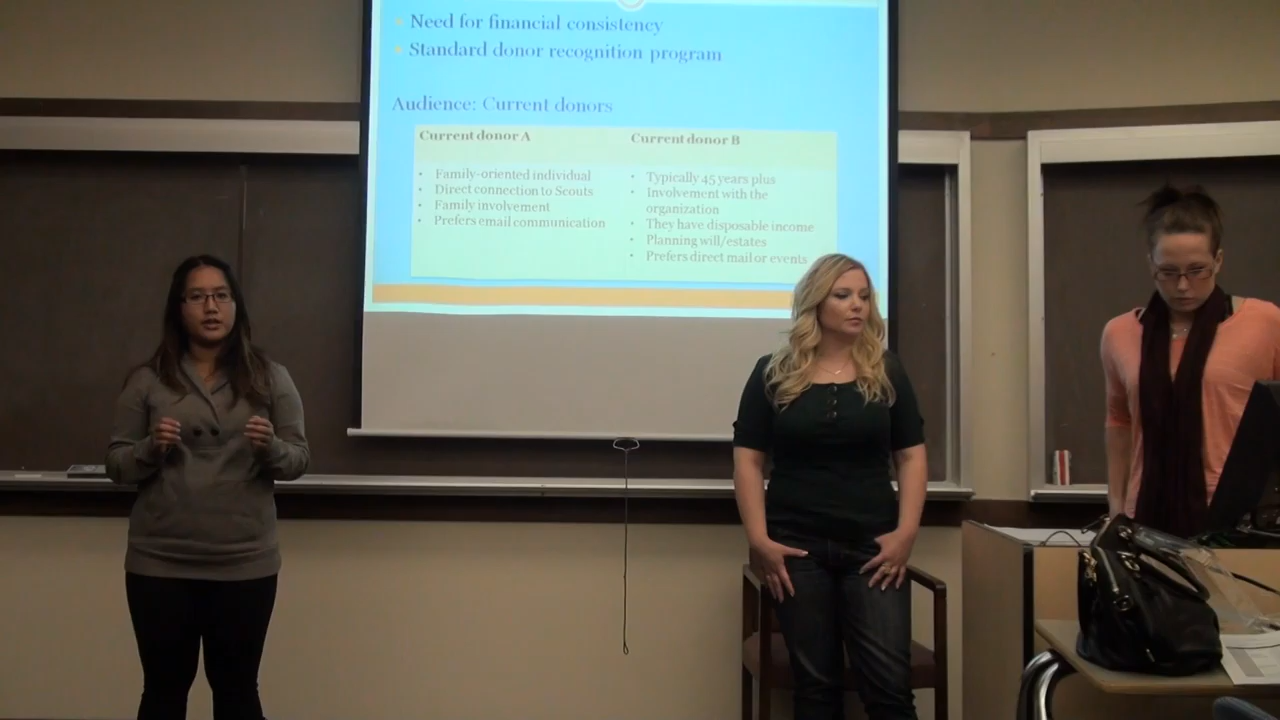 Need for financial consistency
Standard donor recognition program
Audience: Current donors
Current donor A
Family-oriented individual
Direct connection to Scouts
Family involvement
Prefers email communication
Current donor B
Typically 45 years plus
Involvement with the
organization
They have disposable income
Planning will/estates
Prefers direct mail or events